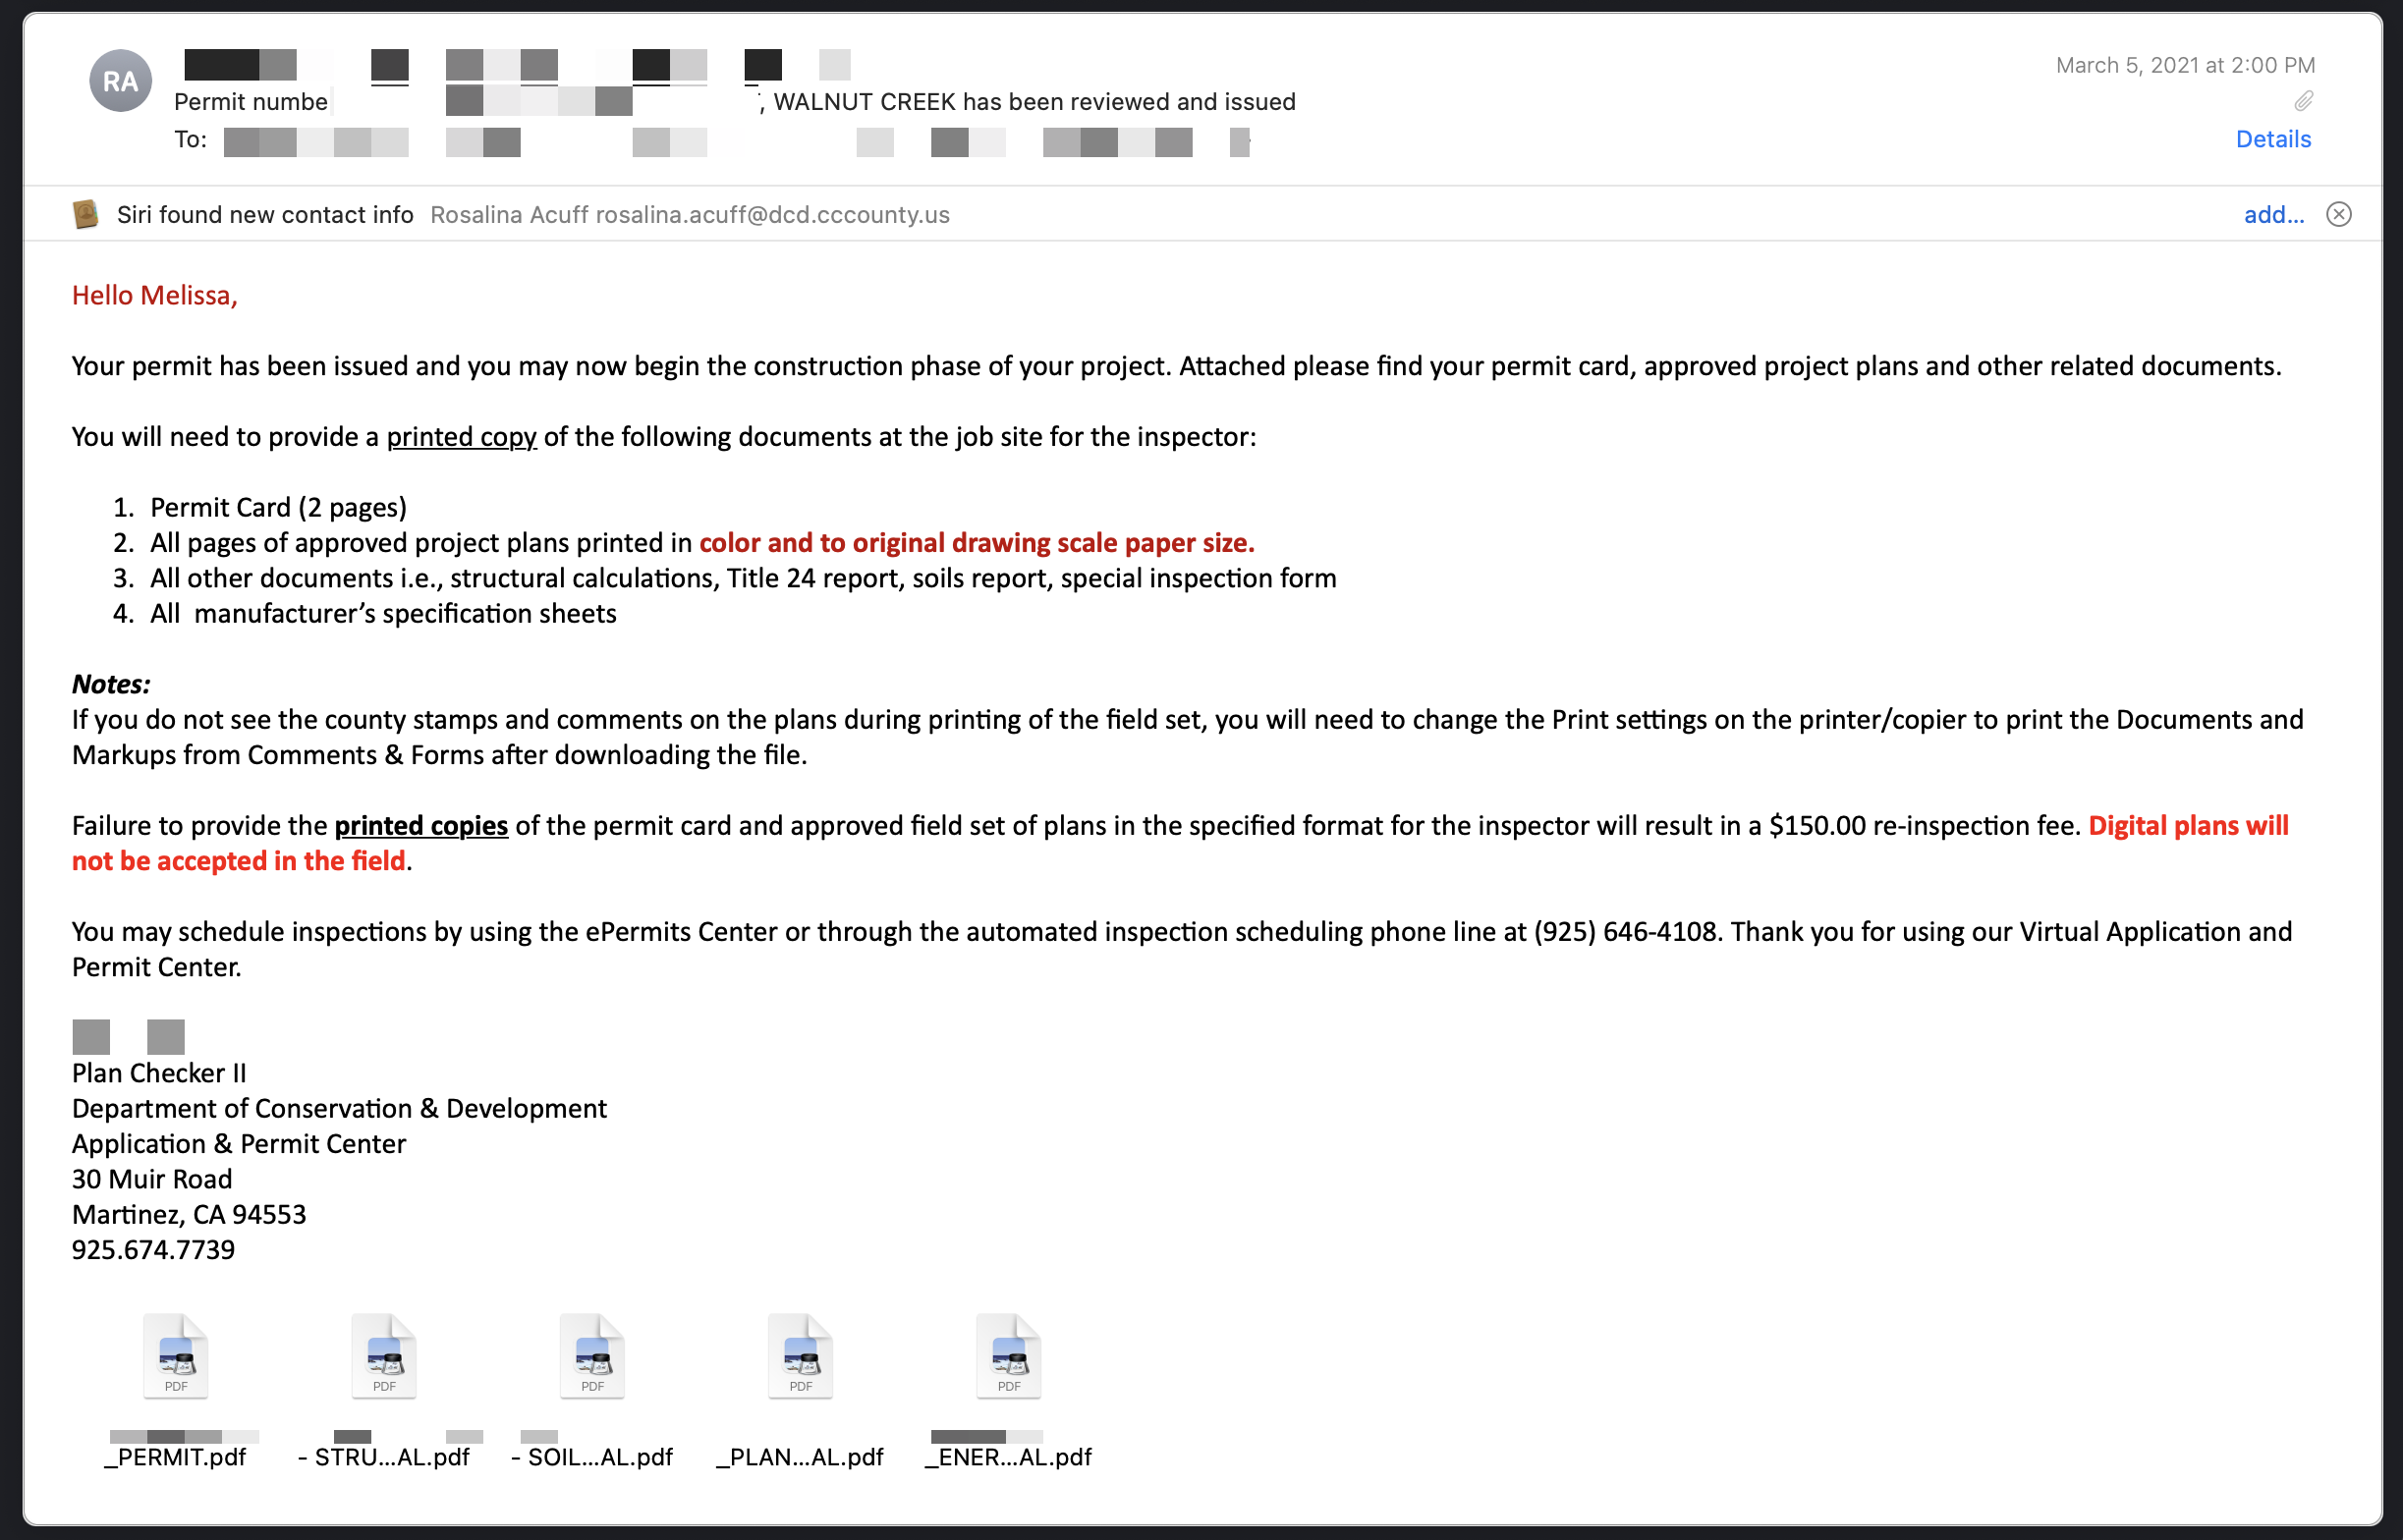 RA
March 5, 2021 at 2:00 PM
Permit numbe , WALNUT CREEK has been reviewed and issued
To:
Details
Siri found new contact info Rosalina Acuff rosalina.acuff@dcd.cccounty.us add...
Hello Melissa,
Your permit has been issued and you may now begin the construction phase of your project. Attached please find your permit card, approved project plans and other related documents.
You will need to provide a printed copy of the following documents at the job site for the inspector:
1. Permit Card (2 pages)
2. All pages of approved project plans printed in color and to original drawing scale paper size.
3. All other documents i.e., structural calculations, Title 24 report, soils report, special inspection form
4. All manufacturer’s specification sheets
Notes:
If you do not see the county stamps and comments on the plans during printing of the field set, you will need to change the Print settings on the printer/copier to print the Documents and
Markups from Comments & Forms after downloading the file.
Failure to provide the printed copies of the permit card and approved field set of plans in the specified format for the inspector will result in a $150.00 re-inspection fee. Digital plans will
not be accepted in the field.
You may schedule inspections by using the ePermits Center or through the automated inspection scheduling phone line at (925) 646-4108. Thank you for using our Virtual Application and
Permit Center.
Plan Checker II
Department of Conservation & Development
Application & Permit Center
30 Muir Road
Martinez, CA 94553
925.674.7739
PDF PDF PDF PDF PDF
_PERMIT.pdf - STRU...AL.pdf - SOIL...AL.pdf _PLAN...AL.pdf _ENER...AL.pdf